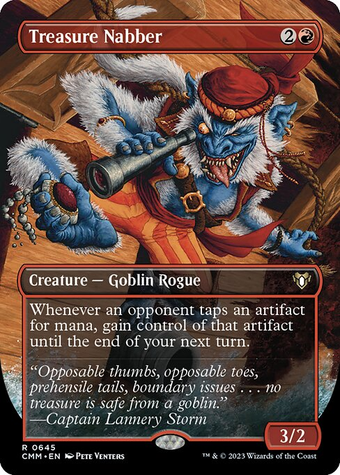 Treasure Nabber 2
Creature — Goblin Rogue
Whenever an opponent taps an artifact
for mana, gain control of that artifact
until the end of your next turn.
“Opposable thumbs, opposable toes,
prehensile tails, boundary issues . . . no
treasure is safe from a goblin.”
—Captain Lannery Storm
3/2
R 0645
CMM • EN Pete Venters
™ & © 2023 Wizards of the Coast